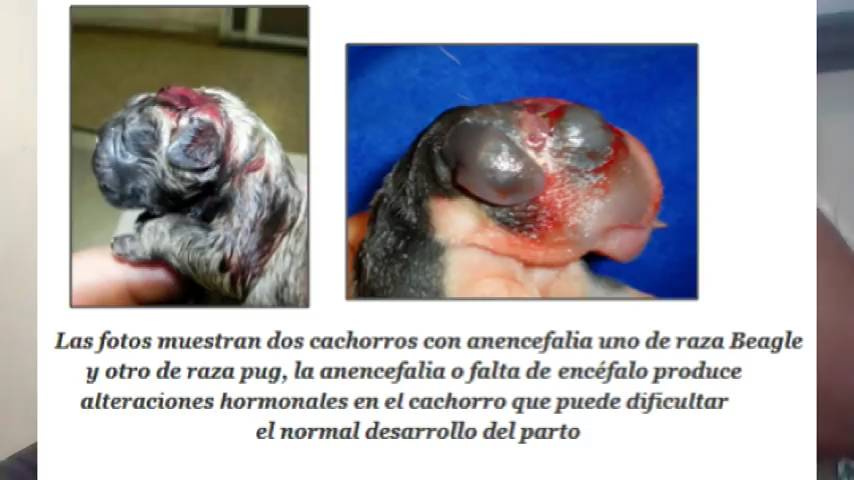 Las fotos muestran dos cachorros con anencefalia uno de raza Beagle
y otro de raza pug, la anencefalia o falta de encéfalo produce
alteraciones hormonales en el cachorro que puede dificultar
el normal desarrollo del parto